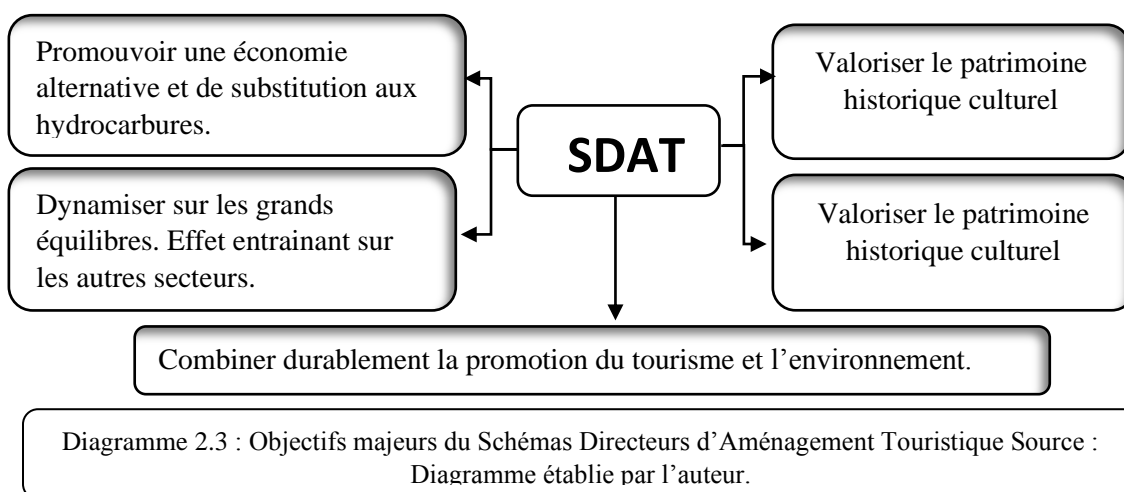 Promouvoir une économie
alternative et de substitution aux
hydrocarbures.
Dynamiser sur les grands
équilibres. Effet entrainant sur
les autres secteurs.
SDAT
Valoriser le patrimoine
historique culturel
Valoriser le patrimoine
historique culturel
Combiner durablement la promotion du tourisme et l’environnement.
Diagramme 2.3 : Objectifs majeurs du Schémas Directeurs d’Aménagement Touristique Source :
Diagramme établie par l’auteur.